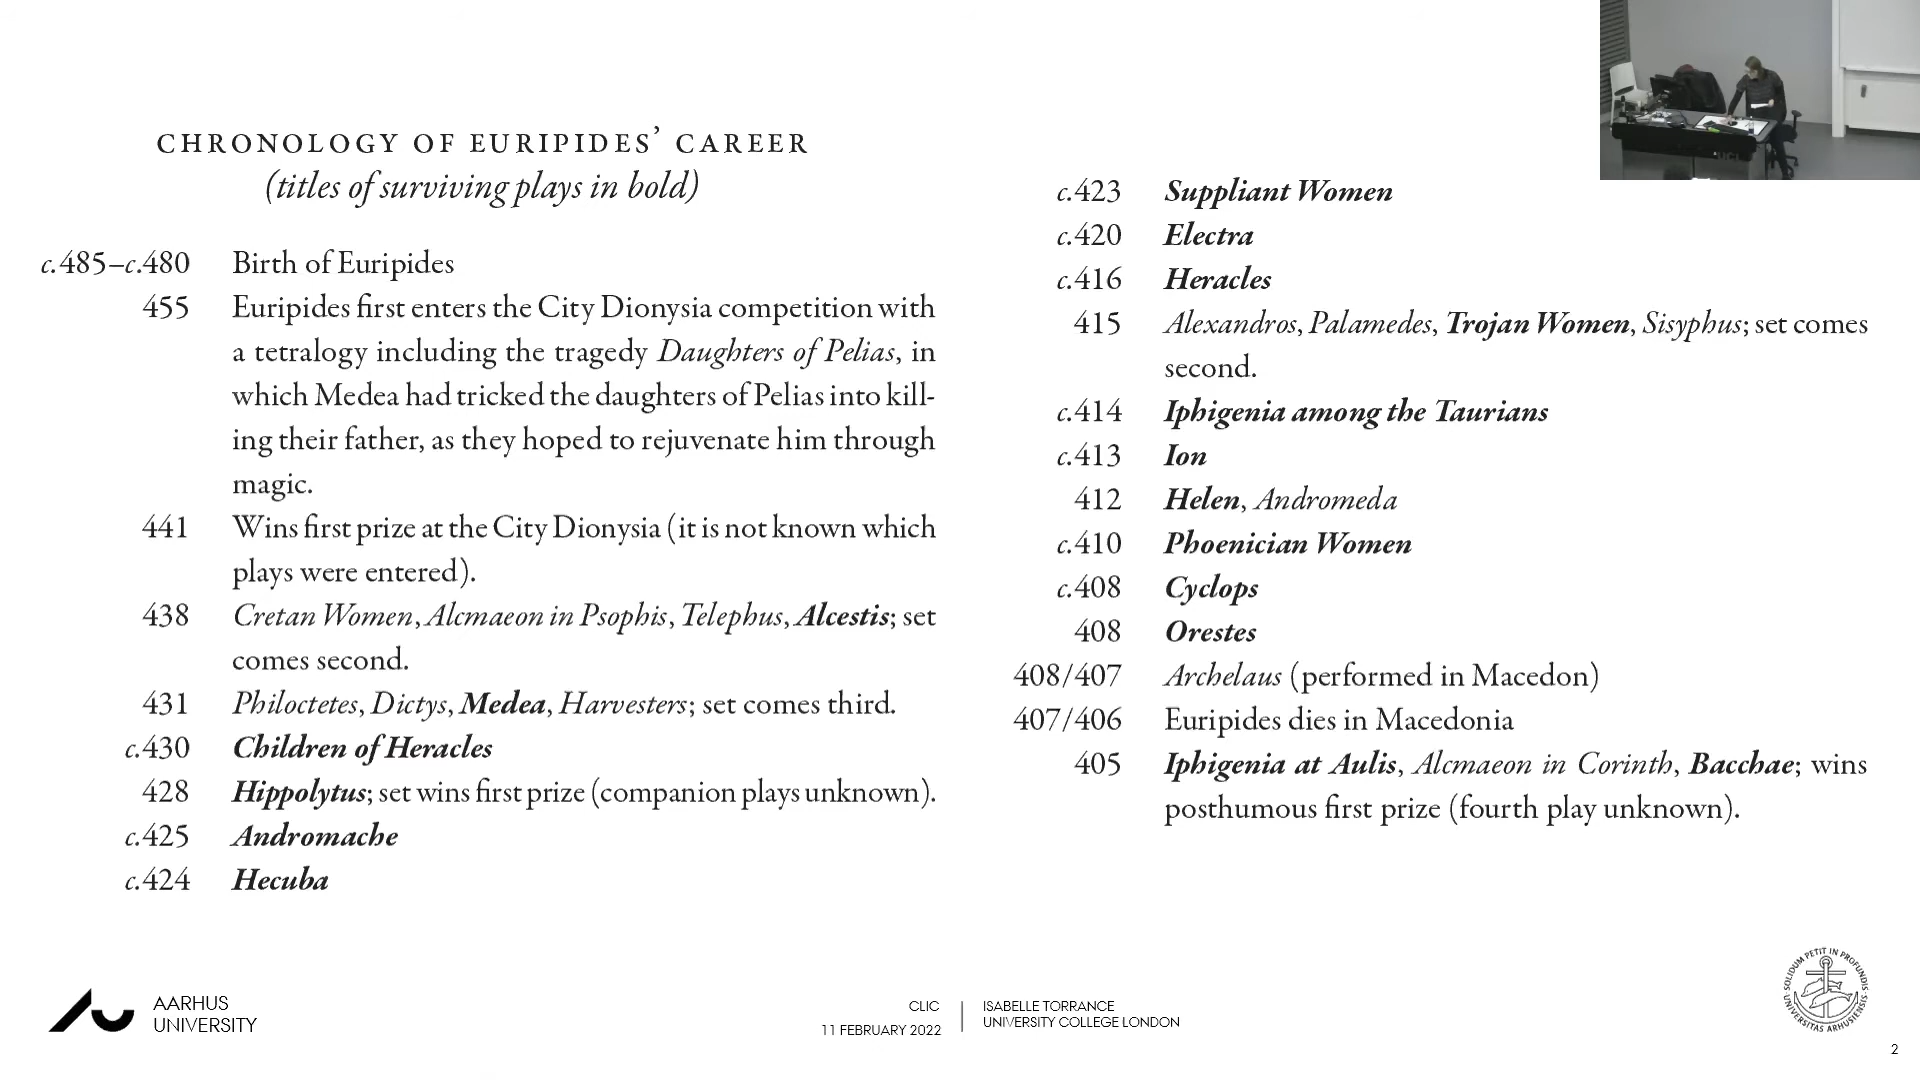 CHRONOLOGY OF EURIPIDES’ CAREER
(titles of surviving plays in bold)
c.485–c.480 Birth of Euripides
455 Euripides first enters the City Dionysia competition with
a tetralogy including the tragedy Daughters of Pelias, in
which Medea had tricked the daughters of Pelias into kill-
ing their father, as they hoped to rejuvenate him through
magic.
441 Wins first prize at the City Dionysia (it is not known which
plays were entered).
438 Cretan Women, Alcmaeon in Psophis, Telephus, Alcestis; set
comes second.
431 Philoctetes, Dictys, Medea, Harvesters; set comes third.
c.430 Children of Heracles
428 Hippolytus; set wins first prize (companion plays unknown).
c.425 Andromache
c.424 Hecuba
c.423 Suppliant Women
c.420 Electra
c.416 Heracles
415 Alexandros, Palamedes, Trojan Women, Sisyphus; set comes
second.
c.414 Iphigenia among the Taurians
c.413 Ion
412 Helen, Andromeda
c.410 Phoenician Women
c.408 Cyclops
408 Orestes
408/407 Archelaus (performed in Macedon)
407/406 Euripides dies in Macedonia
405 Iphigenia at Aulis, Alcmaeon in Corinth, Bacchae; wins
posthumous first prize (fourth play unknown).
AARHUS
UNIVERSITY
CLIC
11 FEBRUARY 2022
ISABELLE TORRANCE
UNIVERSITY COLLEGE LONDON
SOLIDUM PETIT IN PROFUNDIS
UNIVERSITAS ARHUSIENSIS
2
UCL